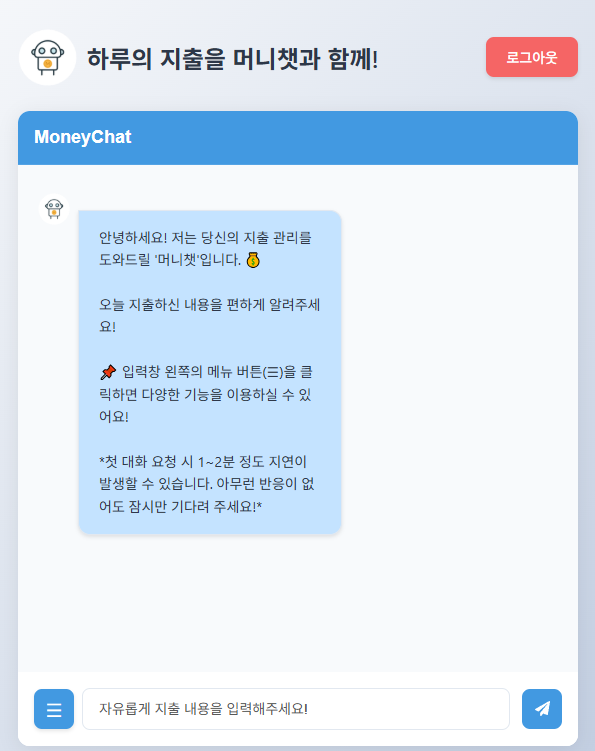 하루의 지출을 머니챗과 함께!
로그아웃
MoneyChat
안녕하세요! 저는 당신의 지출 관리를
도와드릴 '머니챗'입니다. 💰
오늘 지출하신 내용을 편하게 알려주세
요!
📌 입력창 왼쪽의 메뉴 버튼(☰)을 클
릭하면 다양한 기능을 이용하실 수 있
어요!
*첫 대화 요청 시 1~2분 정도 지연이
발생할 수 있습니다. 아무런 반응이 없
어도 잠시만 기다려 주세요!*
자유롭게 지출 내용을 입력해주세요!